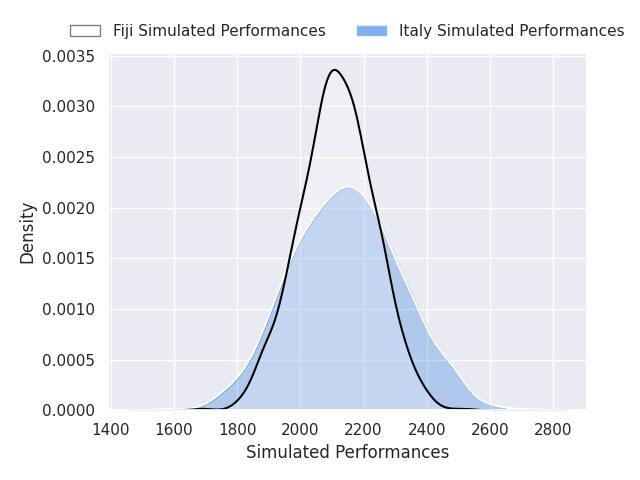 Fiji Simulated Performances
Italy Simulated Performances
0.0035
0.0030
0.0025
0.0020
0.0015
0.0010
0.0005
0.0000
Density
1400 1600 1800 2000 2200 2400 2600 2800
Simulated Performances